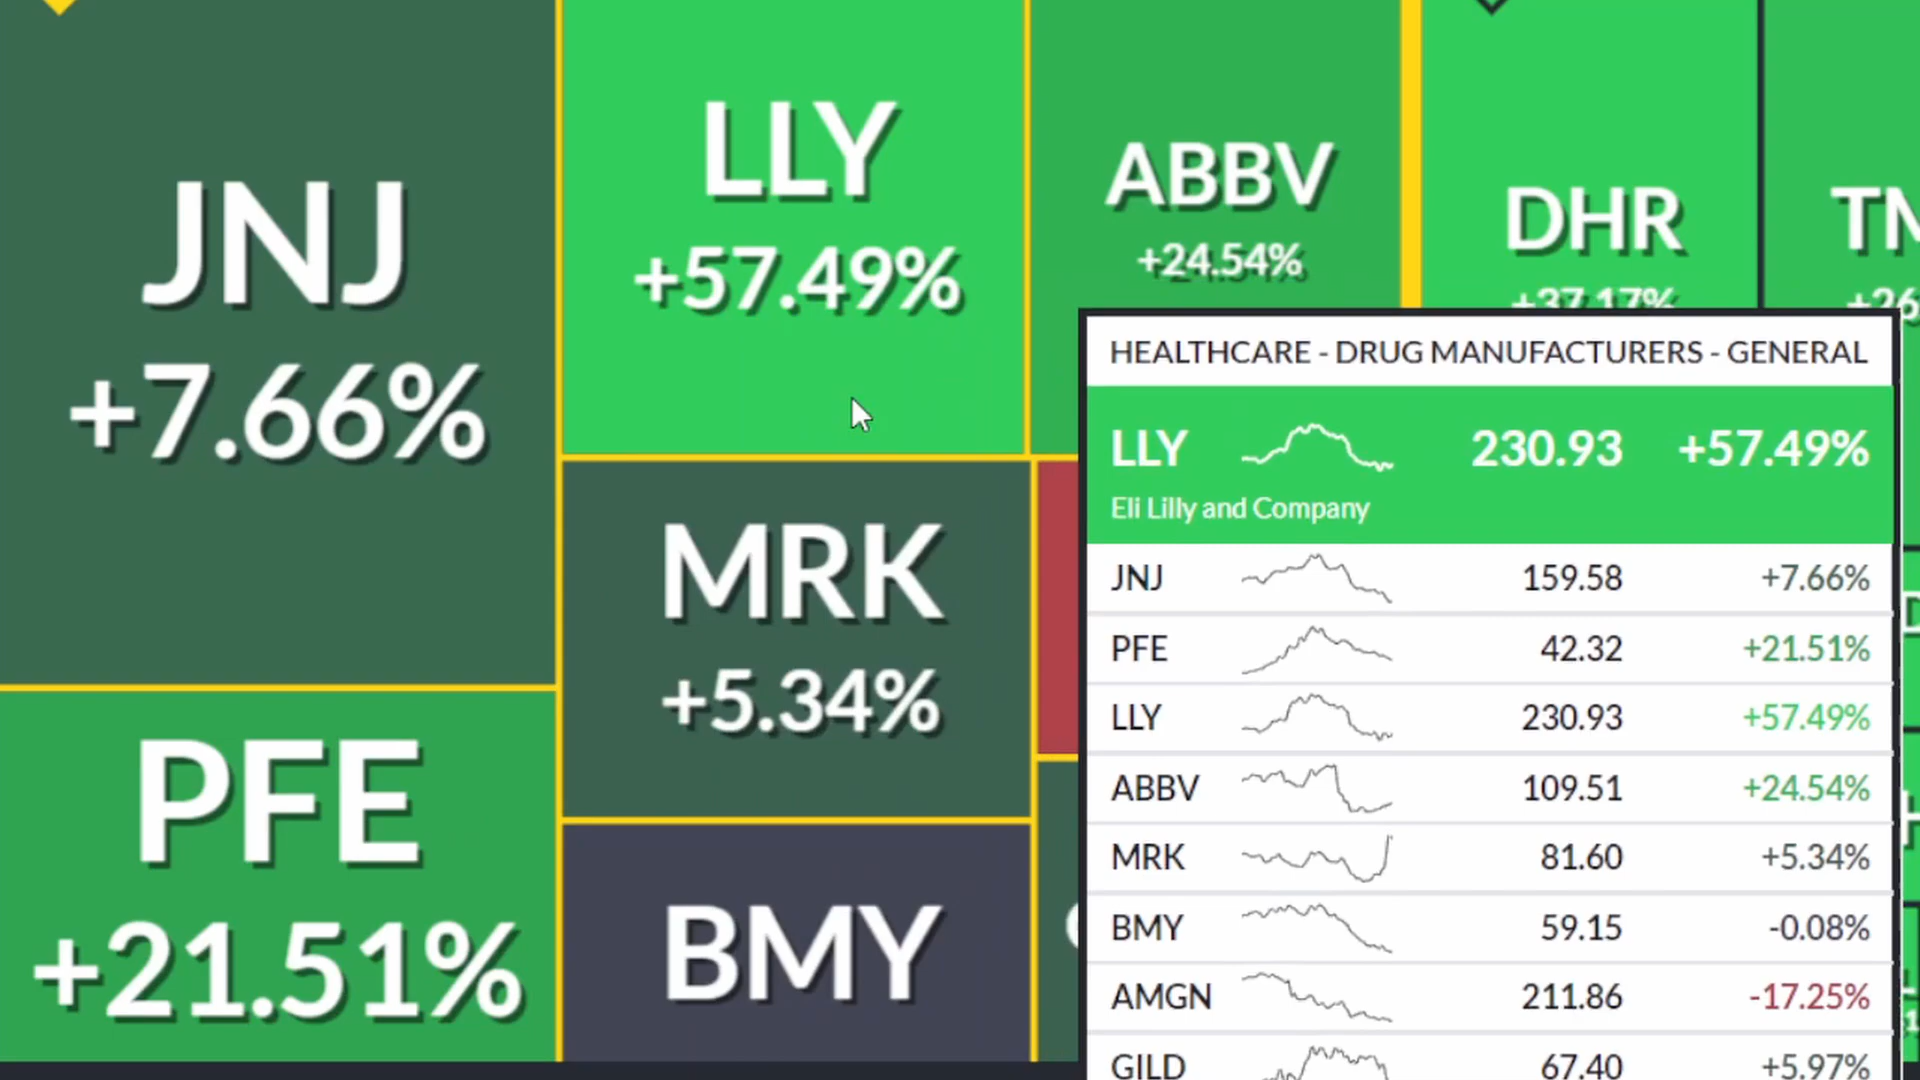 JNJ
+7.66%
LLY
+57.49%
ABBV
+24.54%
DHR
+37.17%
MRK
+5.34%
PFE
+21.51%
BMY
HEALTHCARE - DRUG MANUFACTURERS - GENERAL
LLY 230.93 +57.49%
Eli Lilly and Company
JNJ 159.58 +7.66%
PFE 42.32 +21.51%
LLY 230.93 +57.49%
ABBV 109.51 +24.54%
MRK 81.60 +5.34%
BMY 59.15 -0.08%
AMGN 211.86 -17.25%
GILD 67.40 +5.97%